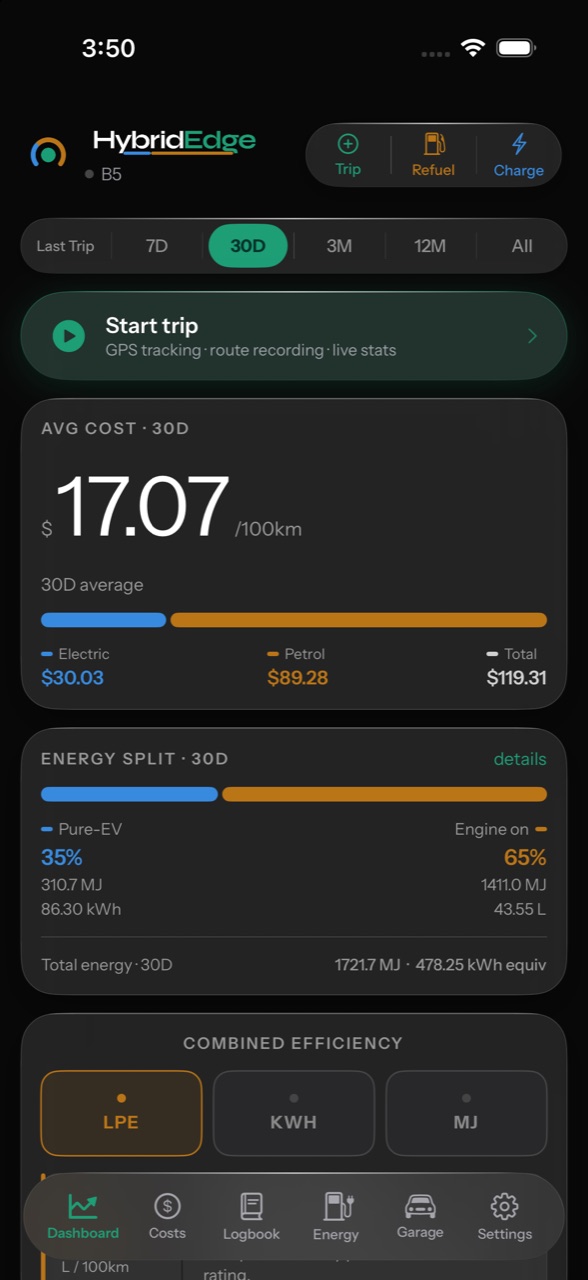 3:50
HybridEdge
B5
Trip
Refuel
Charge
Last Trip
7D
30D
3M
12M
All
Start trip
GPS tracking · route recording · live stats
AVG COST · 30D
$ 17.07 /100km
30D average
Electric
Petrol
Total
$30.03
$89.28
$119.31
ENERGY SPLIT · 30D
details
Pure-EV
Engine on
35%
65%
310.7 MJ
1411.0 MJ
86.30 kWh
43.55 L
Total energy · 30D
1721.7 MJ · 478.25 kWh equiv
COMBINED EFFICIENCY
LPE
KWH
MJ
Dashboard
Costs
Logbook
Energy
Garage
Settings
L / 100km
rating.